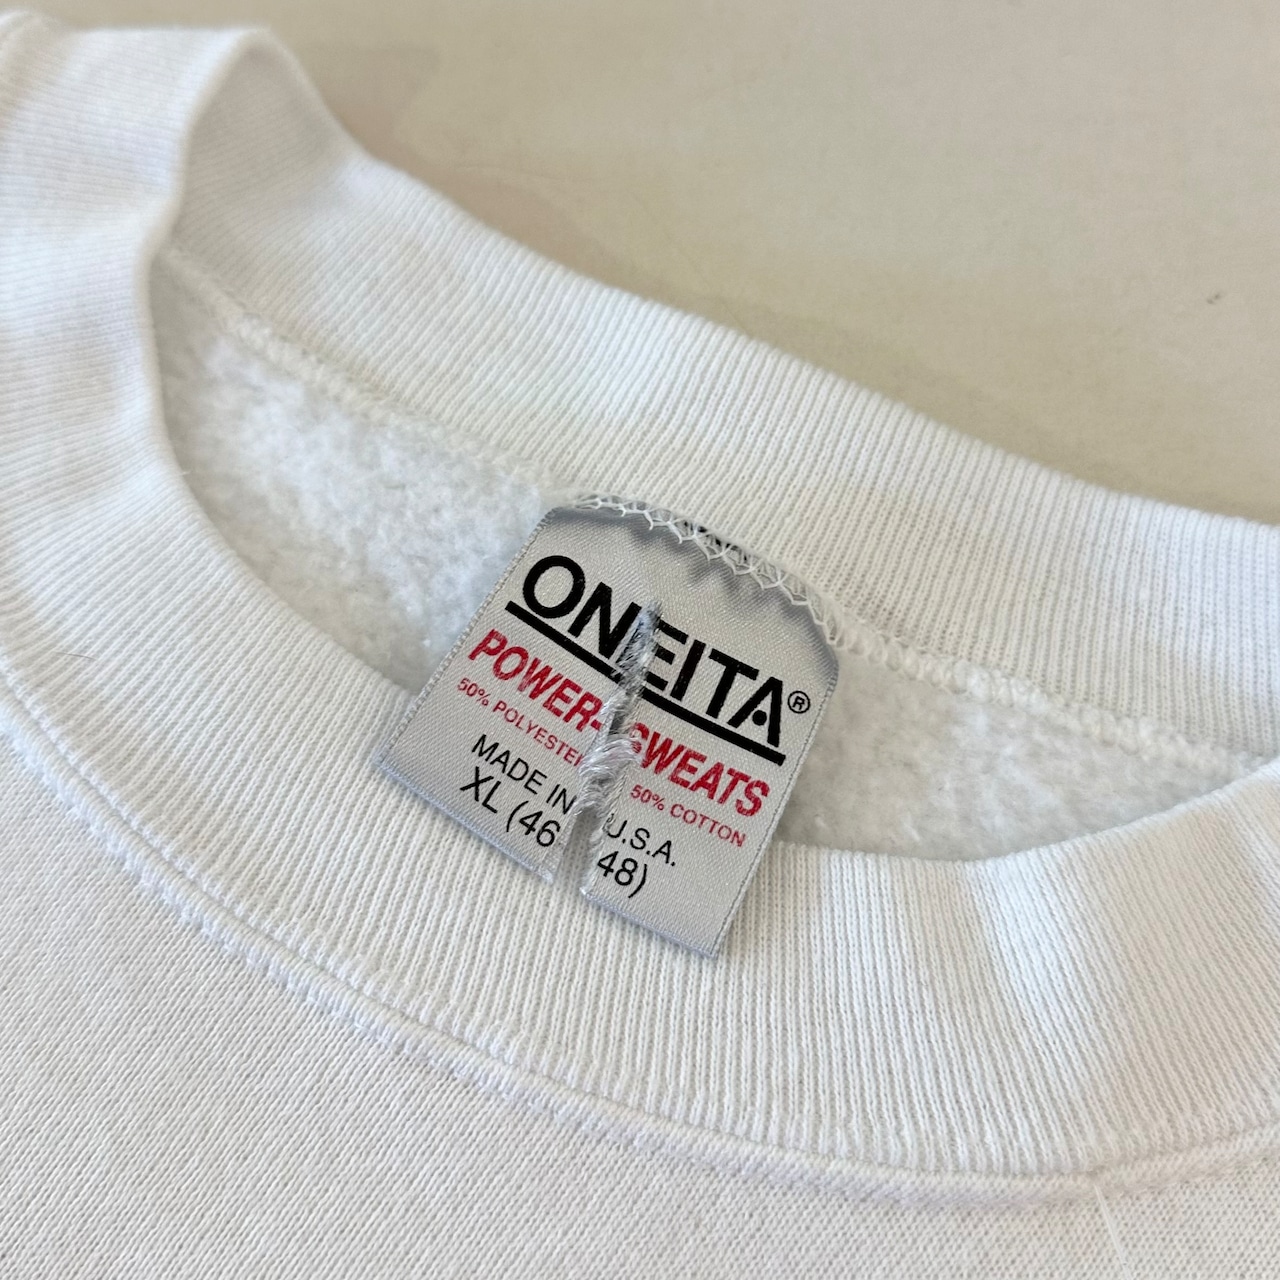 ONEITA®
POWER-SWEATS
50% POLYESTER 50% COTTON
MADE IN U.S.A.
XL (46 48)